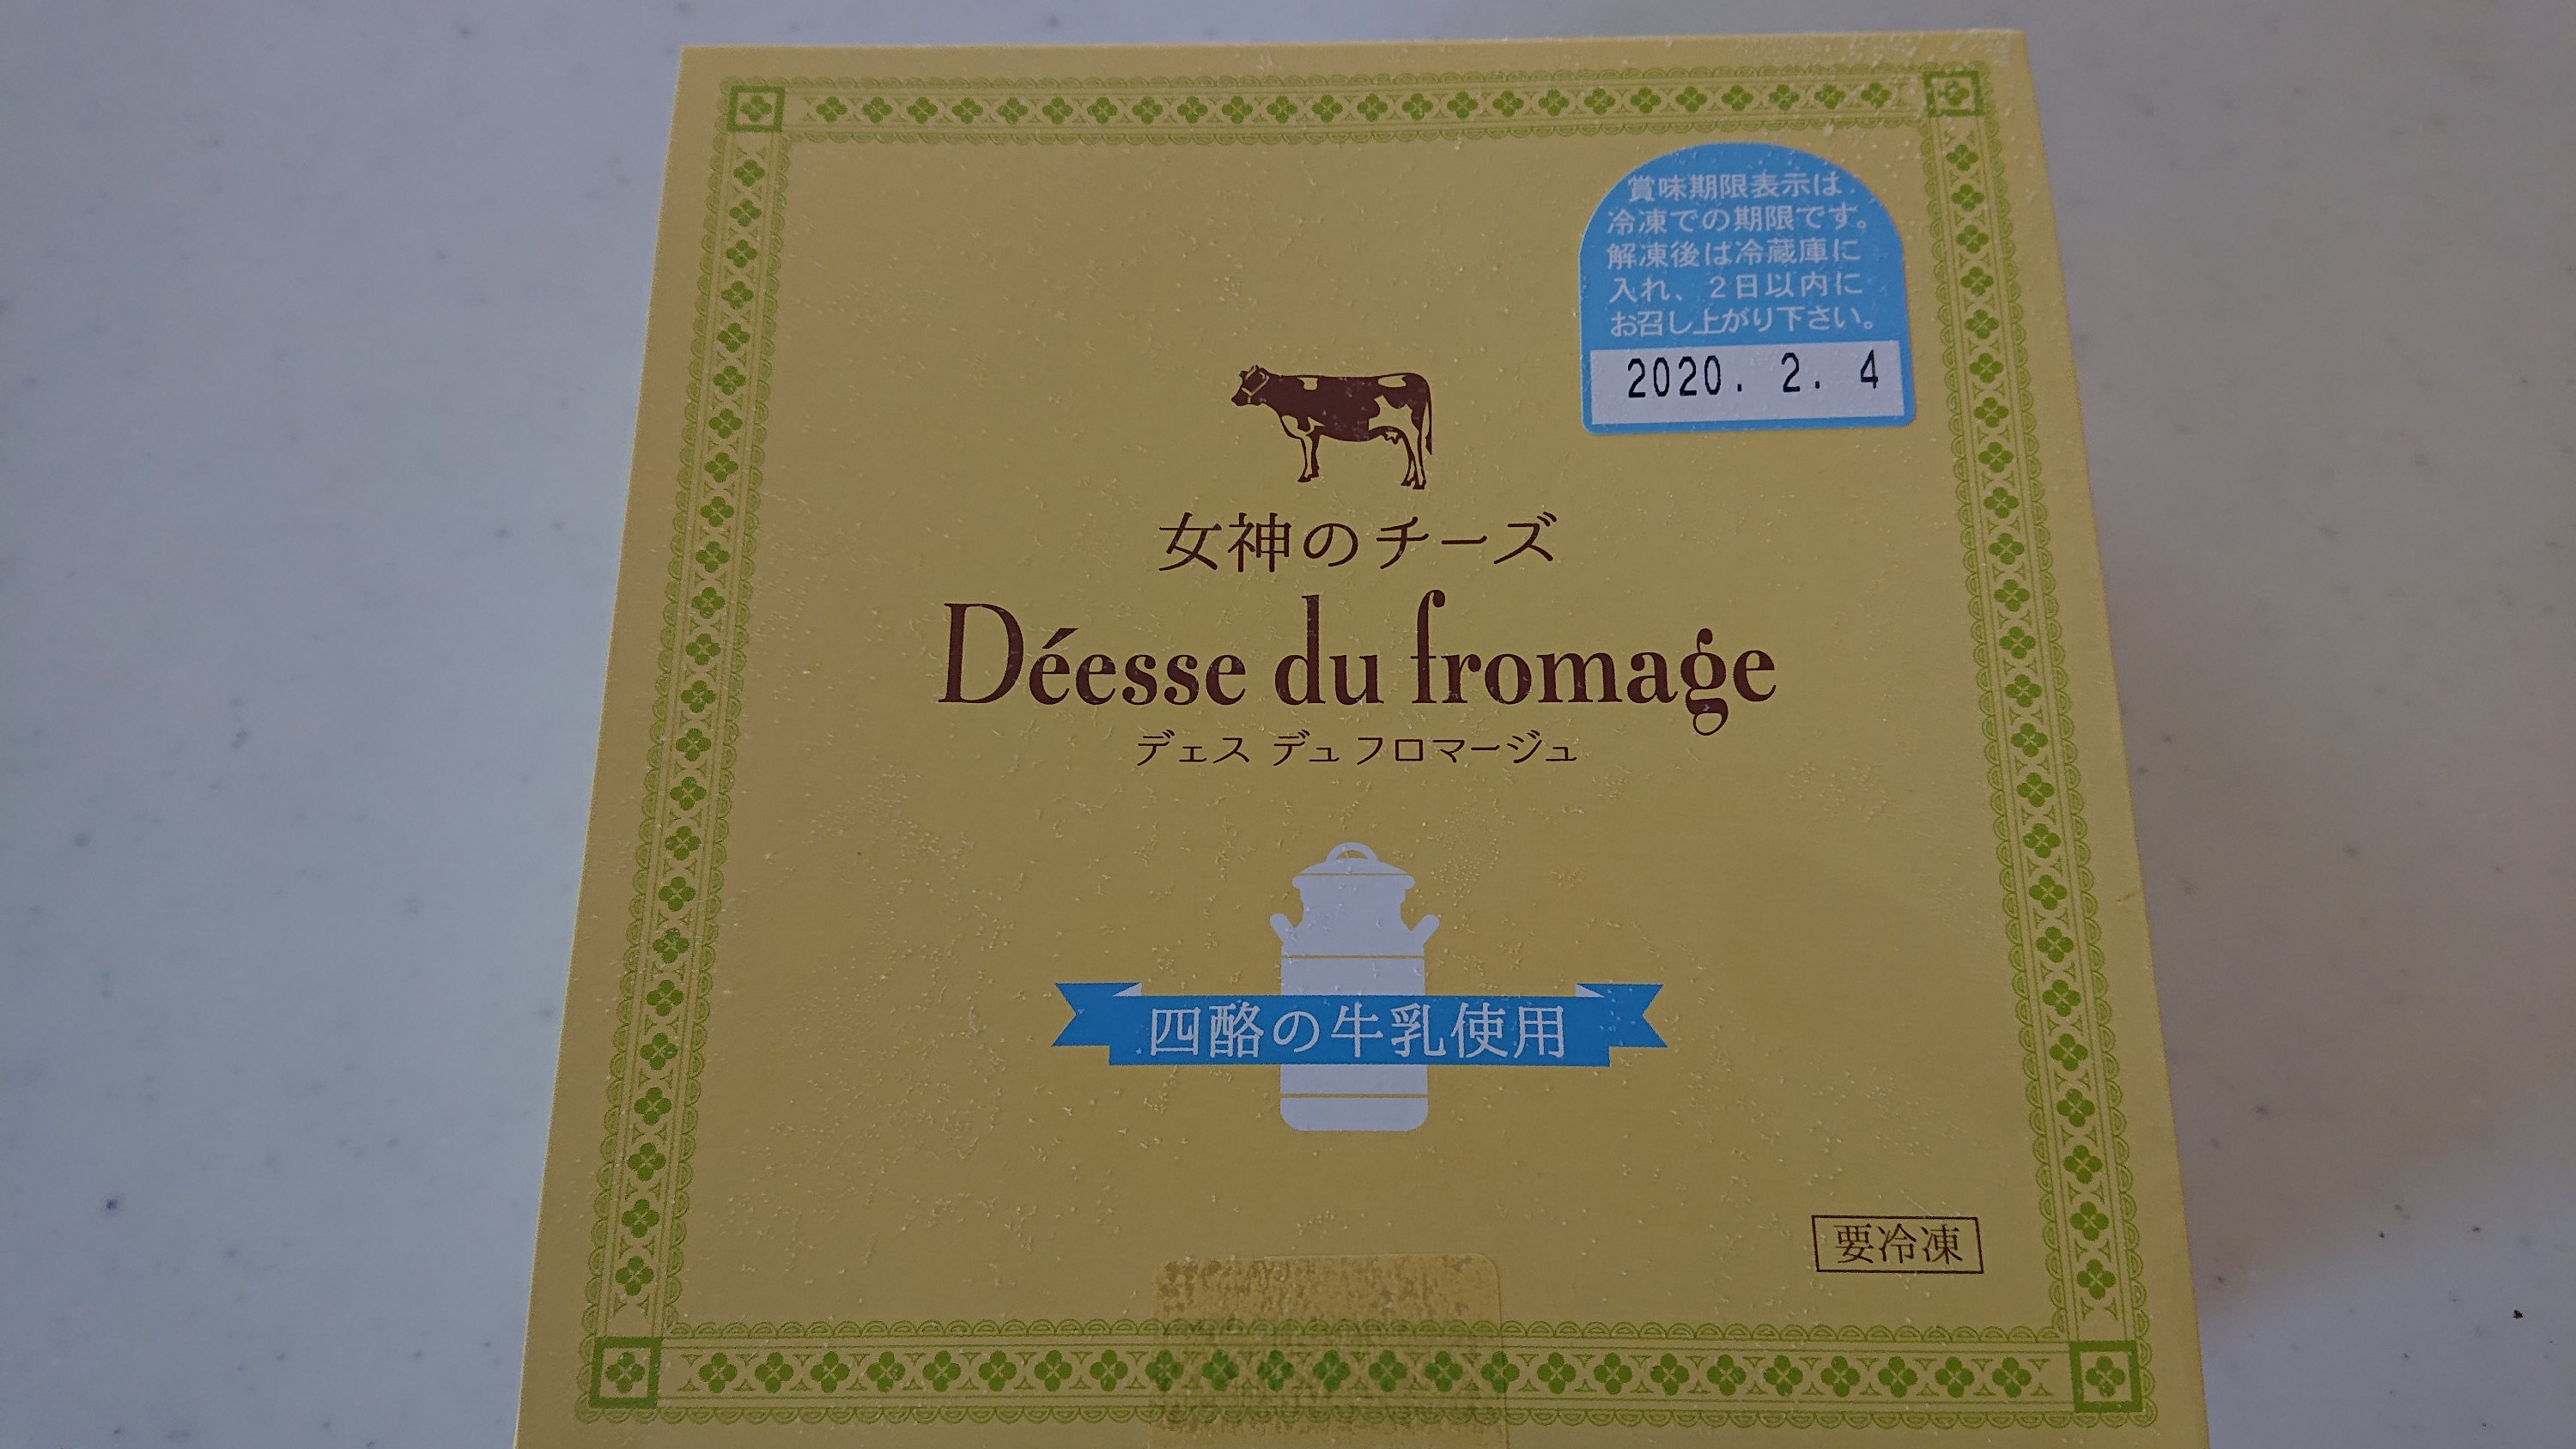 賞味期限表示は
冷凍での期限です。
解凍後は冷蔵庫に
入れ、2日以内に
お召し上がり下さい。
2020. 2. 4
女神のチーズ
Déesse du fromage
デェス デュ フロマージュ
四酪の牛乳使用
要冷凍